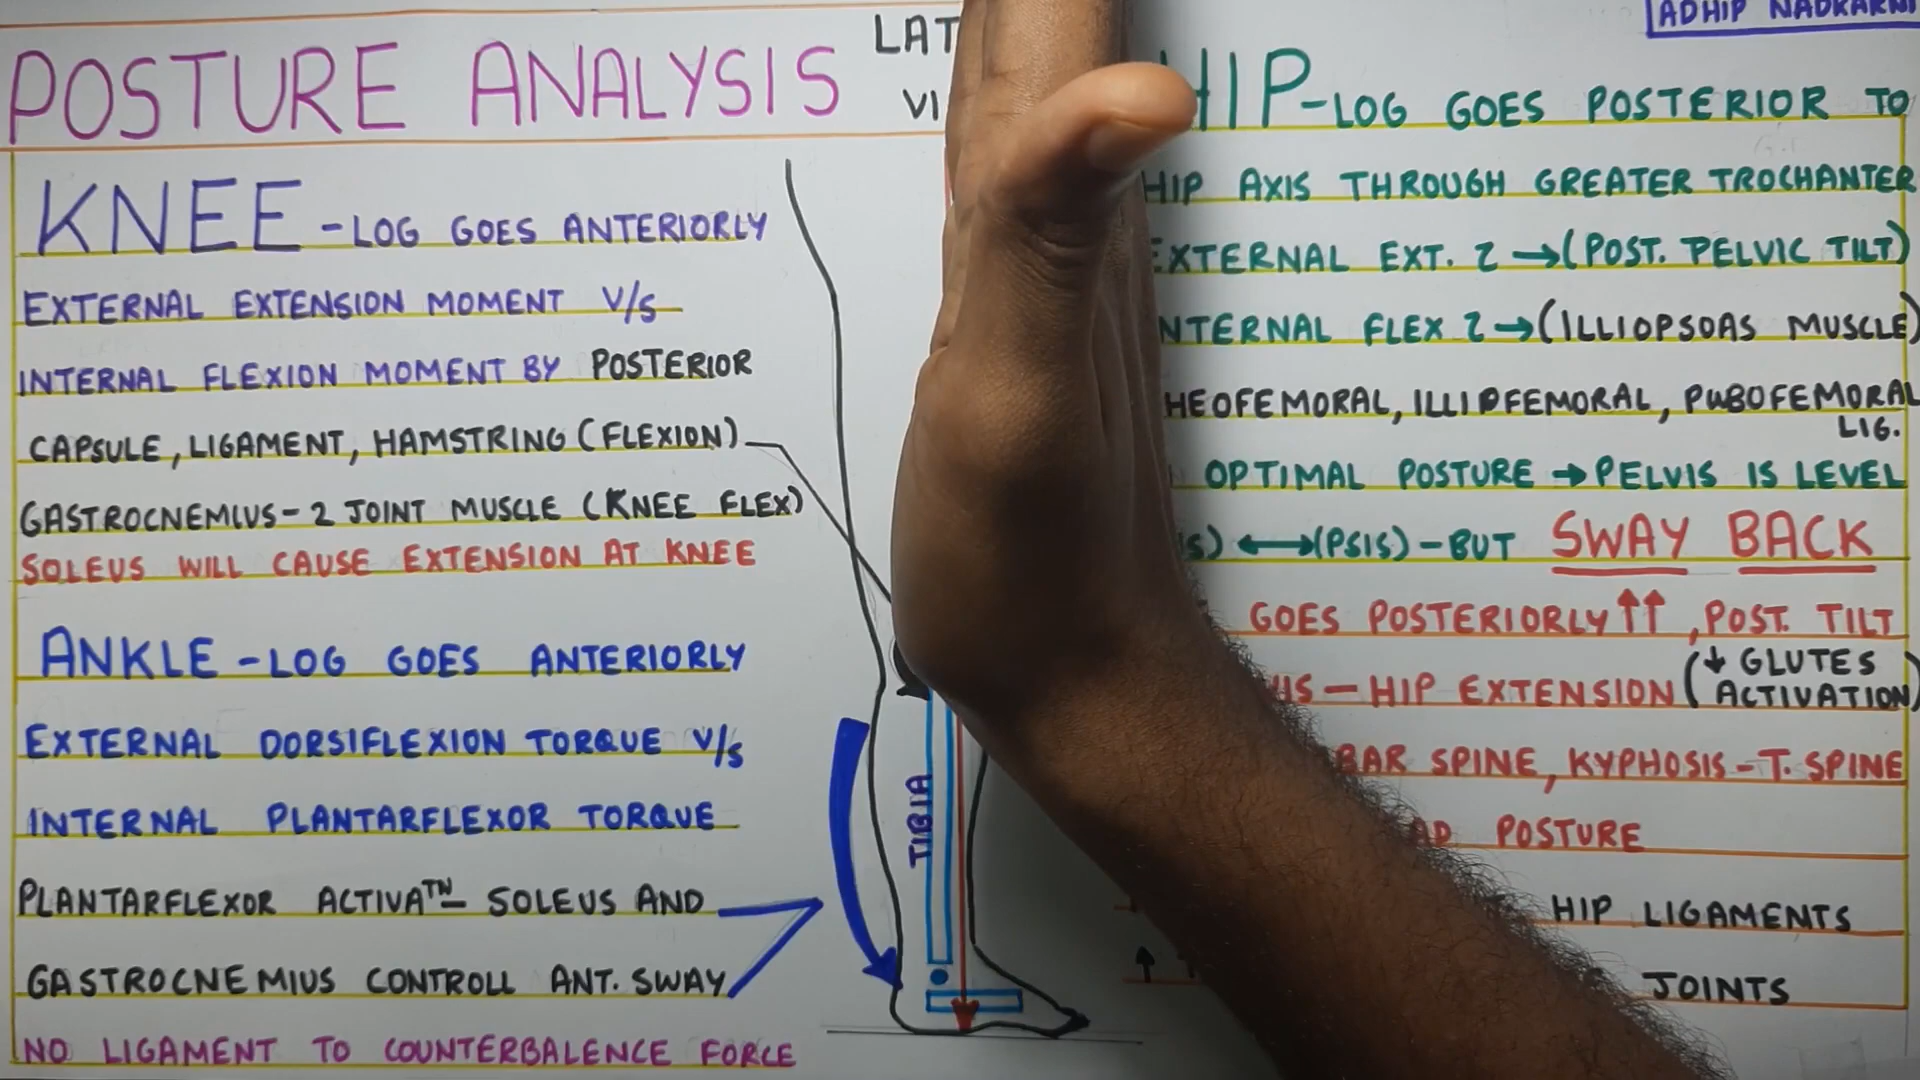 POSTURE ANALYSIS
LAT
VI
KNEE -LOG GOES ANTERIORLY
EXTERNAL EXTENSION MOMENT V/S
INTERNAL FLEXION MOMENT BY POSTERIOR
CAPSULE, LIGAMENT, HAMSTRING (FLEXION)
GASTROCNEMIUS- 2 JOINT MUSCLE (KNEE FLEX)
SOLEUS WILL CAUSE EXTENSION AT KNEE
ANKLE -LOG GOES ANTERIORLY
EXTERNAL DORSIFLEXION TORQUE V/S
INTERNAL PLANTARFLEXOR TORQUE
PLANTARFLEXOR ACTIVATN SOLEUS AND
GASTROCNEMIUS CONTROLL ANT. SWAY
NO LIGAMENT TO COUNTERBALENCE FORCE
TIBIA
ADHIP NADKARNI
HIP-LOG GOES POSTERIOR TO
HIP AXIS THROUGH GREATER TROCHANTER
EXTERNAL EXT. τ →(POST. PELVIC TILT)
NTERNAL FLEX τ →(ILLIOPSOAS MUSCLE)
HEOFEMORAL, ILLIOFEMORAL, PUBOFEMORAL
LIG.
OPTIMAL POSTURE → PELVIS IS LEVEL
IS) ↔(PSIS) - BUT SWAY BACK
GOES POSTERIORLY ↑↑, POST. TILT
IS - HIP EXTENSION (↓ GLUTES
ACTIVATION)
BAR SPINE, KYPHOSIS - T. SPINE
AD POSTURE
HIP LIGAMENTS
↑ JOINTS